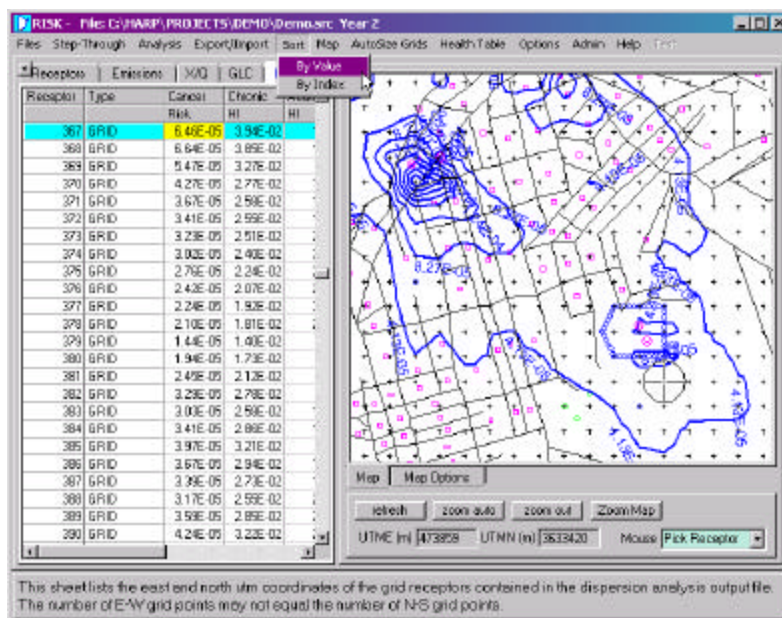 RISK - File: C:\HARP\PROJECTS\DEMO\Demo.src Year 2
Files Step-Through Analysis Export/Import Sort Map AutoSize Grids Health Table Options Admin Help Test
By Value
By Index
Receptors Emissions X/Q GLC
Receptor Type Cancer Chronic
Risk HI HI
367 GRID 6.46E-05 3.94E-02
368 GRID 6.64E-05 3.85E-02
369 GRID 5.47E-05 3.27E-02
370 GRID 4.27E-05 2.77E-02
371 GRID 3.67E-05 2.58E-02
372 GRID 3.41E-05 2.55E-02
373 GRID 3.23E-05 2.51E-02
374 GRID 3.02E-05 2.40E-02
375 GRID 2.76E-05 2.24E-02
376 GRID 2.42E-05 2.07E-02
377 GRID 2.24E-05 1.92E-02
378 GRID 2.10E-05 1.81E-02
379 GRID 1.44E-05 1.40E-02
380 GRID 1.94E-05 1.73E-02
381 GRID 2.45E-05 2.12E-02
382 GRID 3.29E-05 2.78E-02
383 GRID 3.03E-05 2.58E-02
384 GRID 3.41E-05 2.86E-02
385 GRID 3.97E-05 3.21E-02
386 GRID 3.67E-05 2.94E-02
387 GRID 3.39E-05 2.73E-02
388 GRID 3.17E-05 2.55E-02
389 GRID 3.59E-05 2.85E-02
390 GRID 4.24E-05 3.22E-02
8.27E-05
Map Map Options
refresh zoom auto zoom out Zoom Map
UTME (m) 473859 UTMN (m) 3633420 Mouse Pick Receptor
This sheet lists the east and north utm coordinates of the grid receptors contained in the dispersion analysis output file.
The number of E-W grid points may not equal the number of N-S grid points.